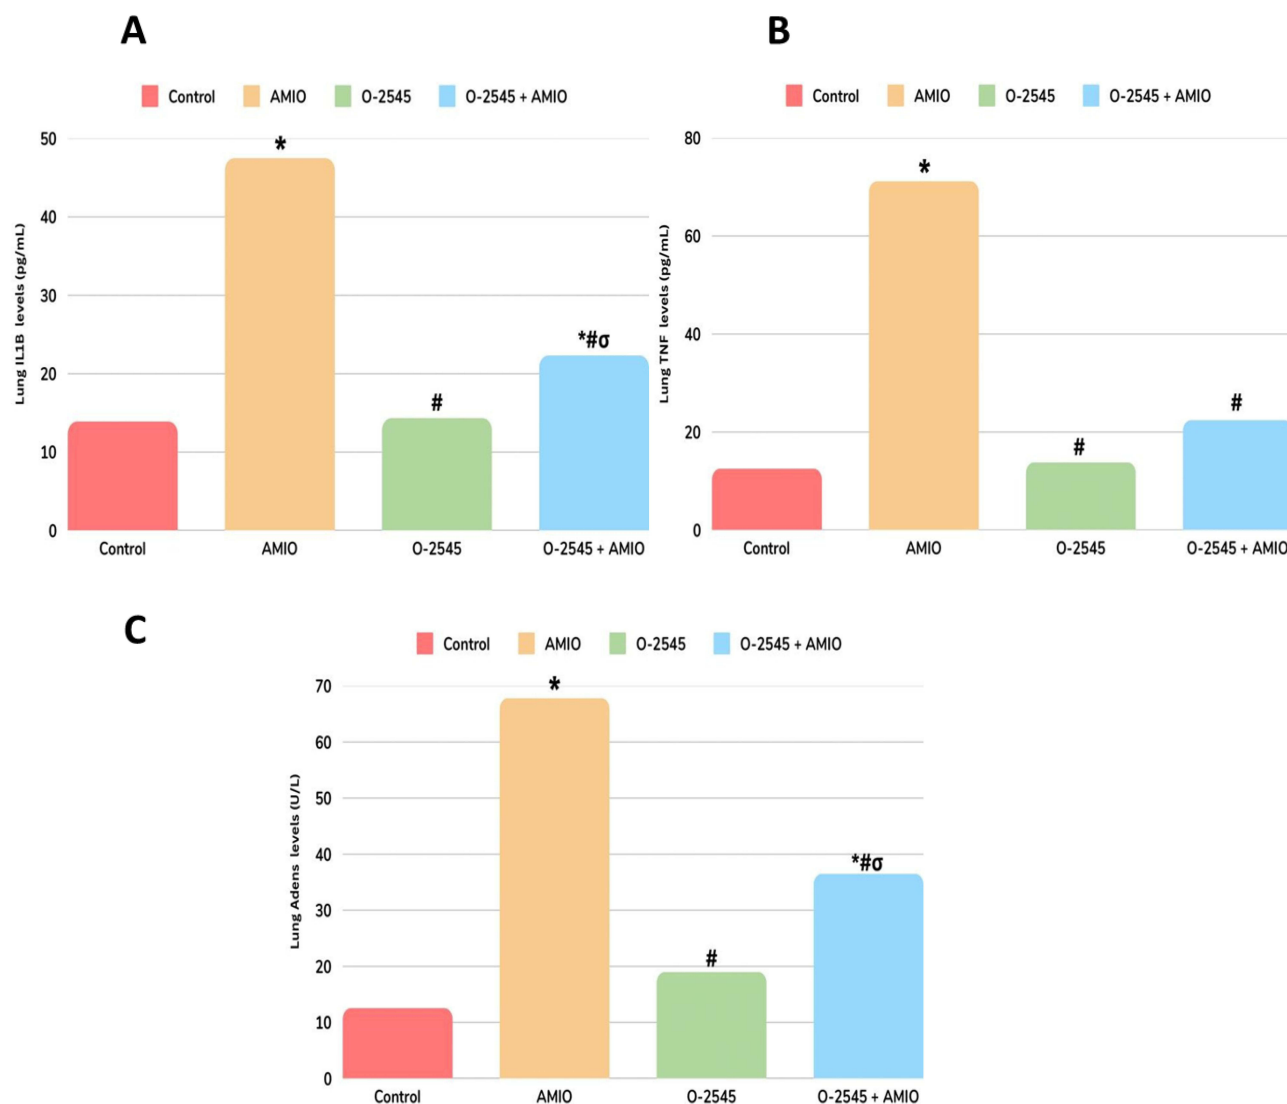 A
Control AMIO O-2545 O-2545 + AMIO
Lung IL1B levels (pg/mL)
50
40
30
20
10
0
*
#
*#σ
Control AMIO O-2545 O-2545 + AMIO
B
Control AMIO O-2545 O-2545 + AMIO
Lung TNF levels (pg/mL)
80
60
40
20
0
*
#
#
Control AMIO O-2545 O-2545 + AMIO
C
Control AMIO O-2545 O-2545 + AMIO
Lung Adens levels (U/L)
70
60
50
40
30
20
10
0
*
#
*#σ
Control AMIO O-2545 O-2545 + AMIO